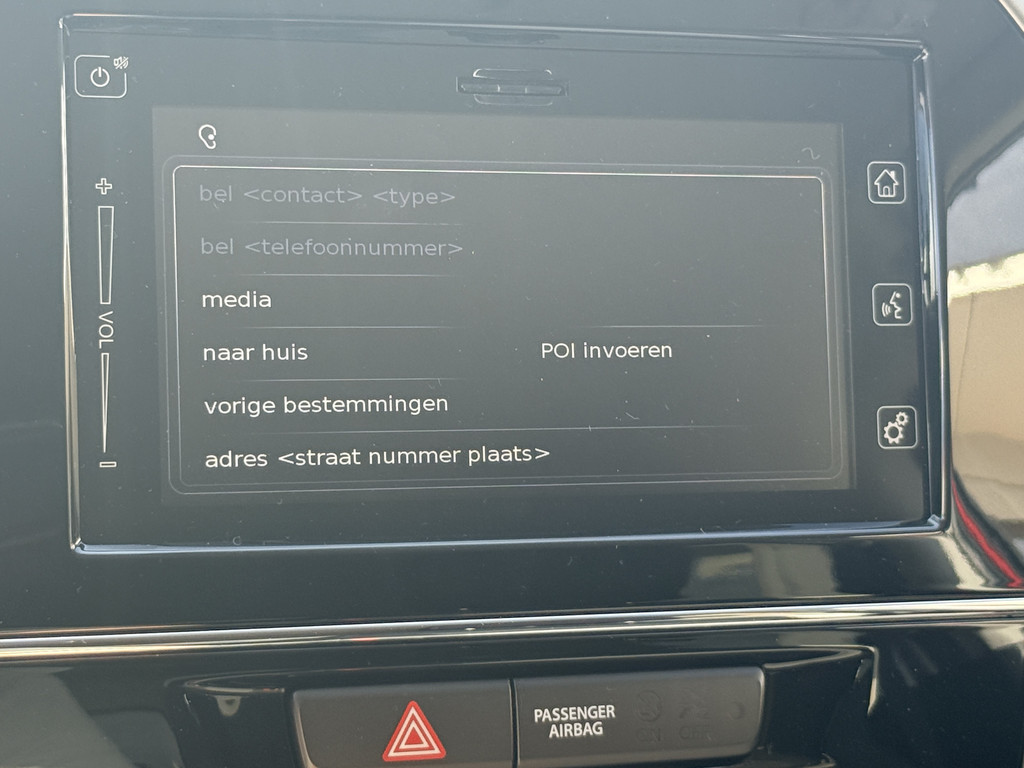 bel <contact> <type>
bel <telefoonnummer>
media
naar huis
POI invoeren
vorige bestemmingen
adres <straat nummer plaats>
VOL
PASSENGER
AIRBAG